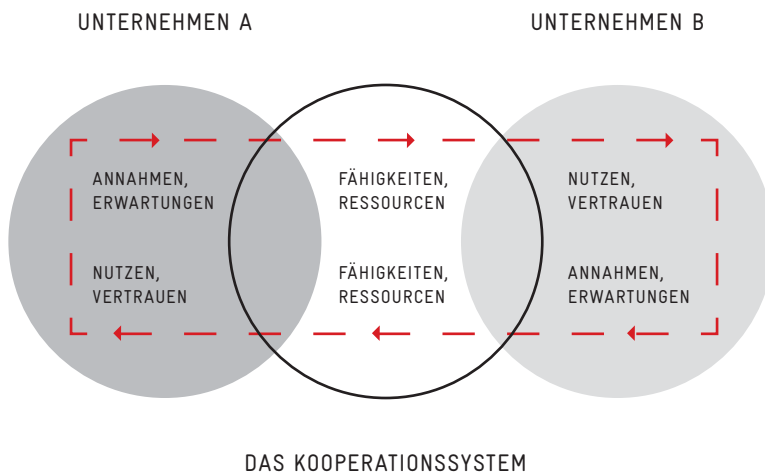 UNTERNEHMEN A
UNTERNEHMEN B
ANNAHMEN,
ERWARTUNGEN
FÄHIGKEITEN,
RESSOURCEN
NUTZEN,
VERTRAUEN
NUTZEN,
VERTRAUEN
FÄHIGKEITEN,
RESSOURCEN
ANNAHMEN,
ERWARTUNGEN
DAS KOOPERATIONSSYSTEM